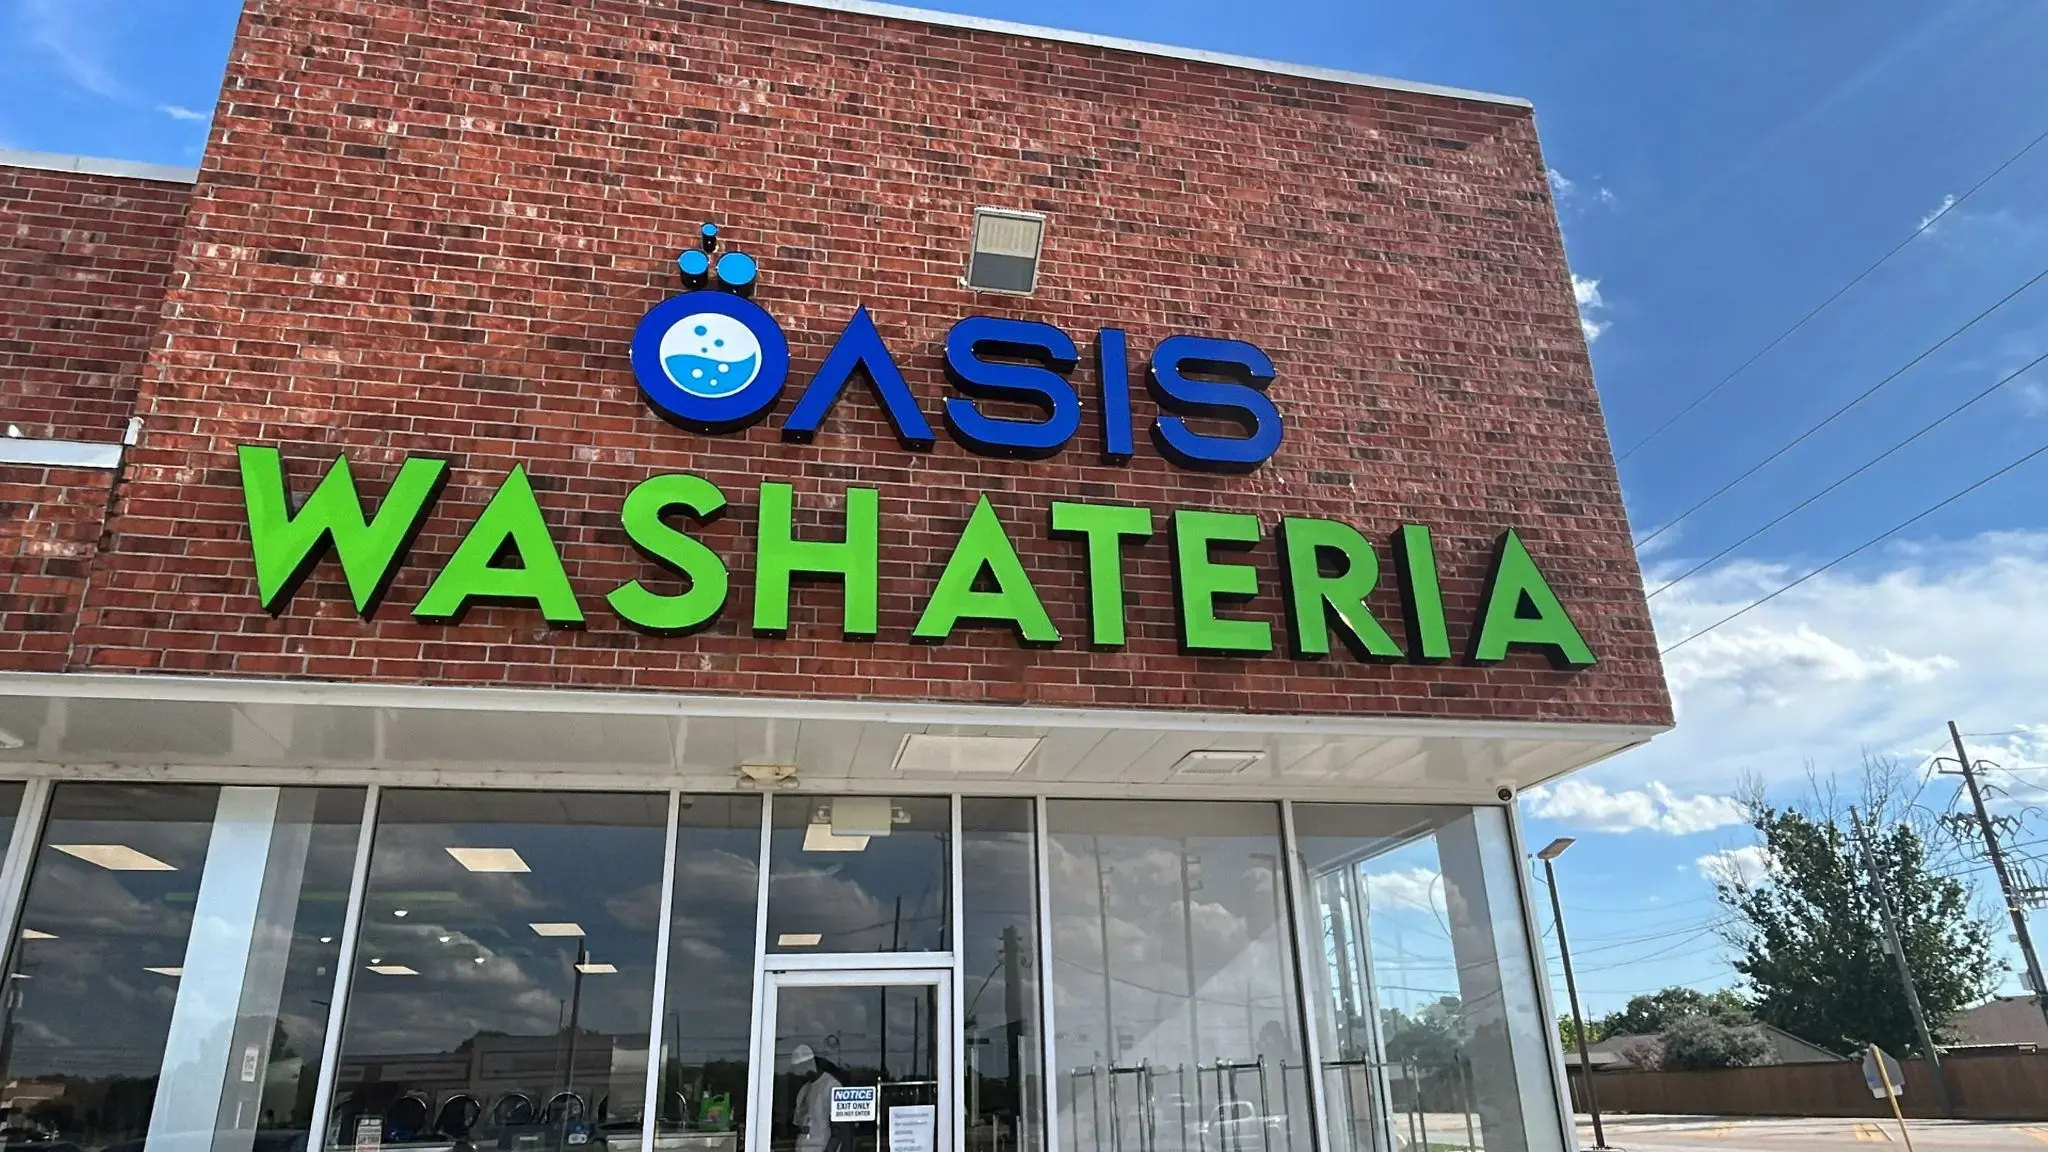 OASIS
WASHATERIA
NOTICE
EXIT ONLY
DO NOT ENTER